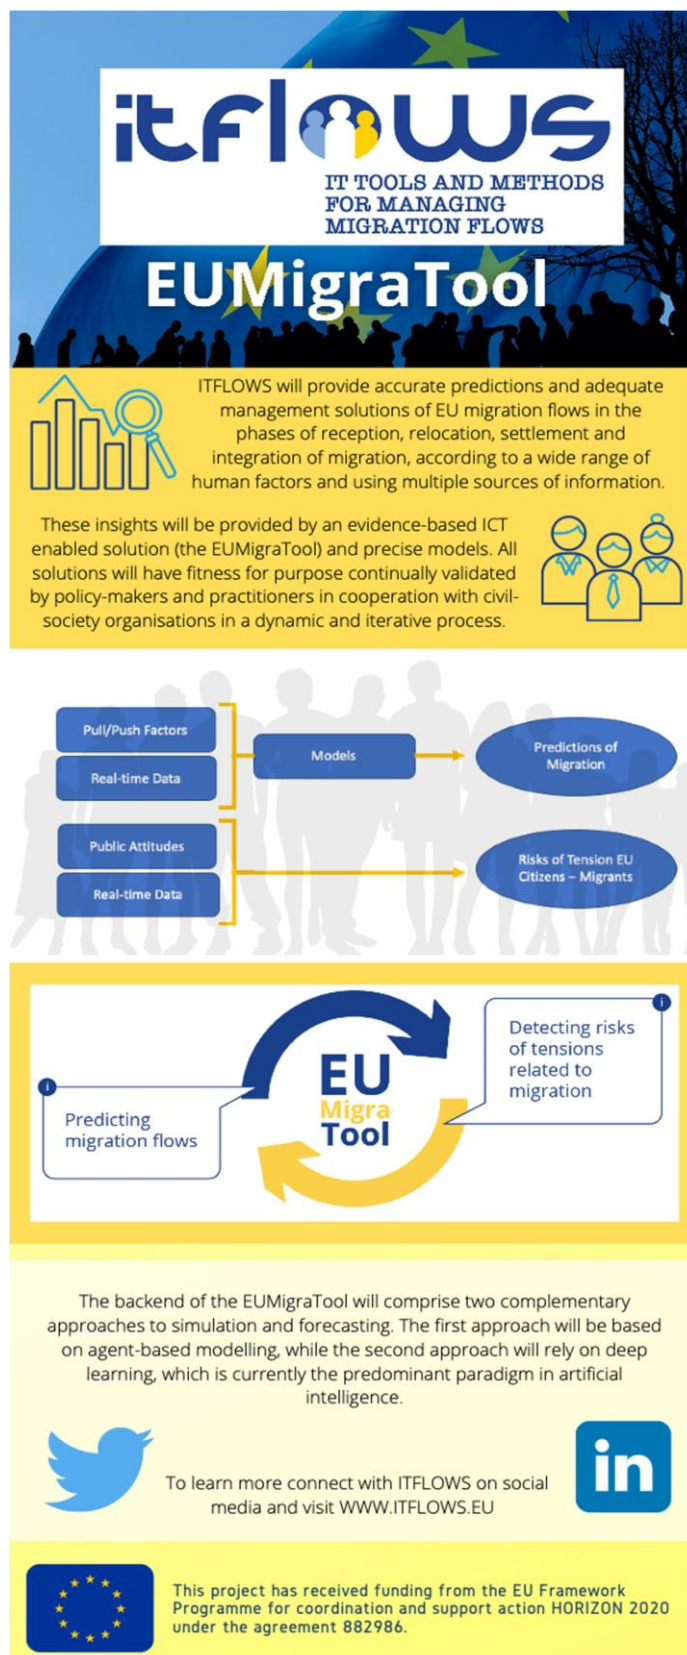 itflows
IT TOOLS AND METHODS
FOR MANAGING
MIGRATION FLOWS
EUMigraTool
ITFLOWS will provide accurate predictions and adequate
management solutions of EU migration flows in the
phases of reception, relocation, settlement and
integration of migration, according to a wide range of
human factors and using multiple sources of information.
These insights will be provided by an evidence-based ICT
enabled solution (the EUMigraTool) and precise models. All
solutions will have fitness for purpose continually validated
by policy-makers and practitioners in cooperation with civil-
society organisations in a dynamic and iterative process.
Pull/Push Factors
Real-time Data
Models
Predictions of
Migration
Public Attitudes
Real-time Data
Risks of Tension EU
Citizens – Migrants
i
Detecting risks
of tensions
related to
migration
EU
Migra
Tool
i
Predicting
migration flows
The backend of the EUMigraTool will comprise two complementary
approaches to simulation and forecasting. The first approach will be based
on agent-based modelling, while the second approach will rely on deep
learning, which is currently the predominant paradigm in artificial
intelligence.
in
To learn more connect with ITFLOWS on social
media and visit WWW.ITFLOWS.EU
This project has received funding from the EU Framework
Programme for coordination and support action HORIZON 2020
under the agreement 882986.